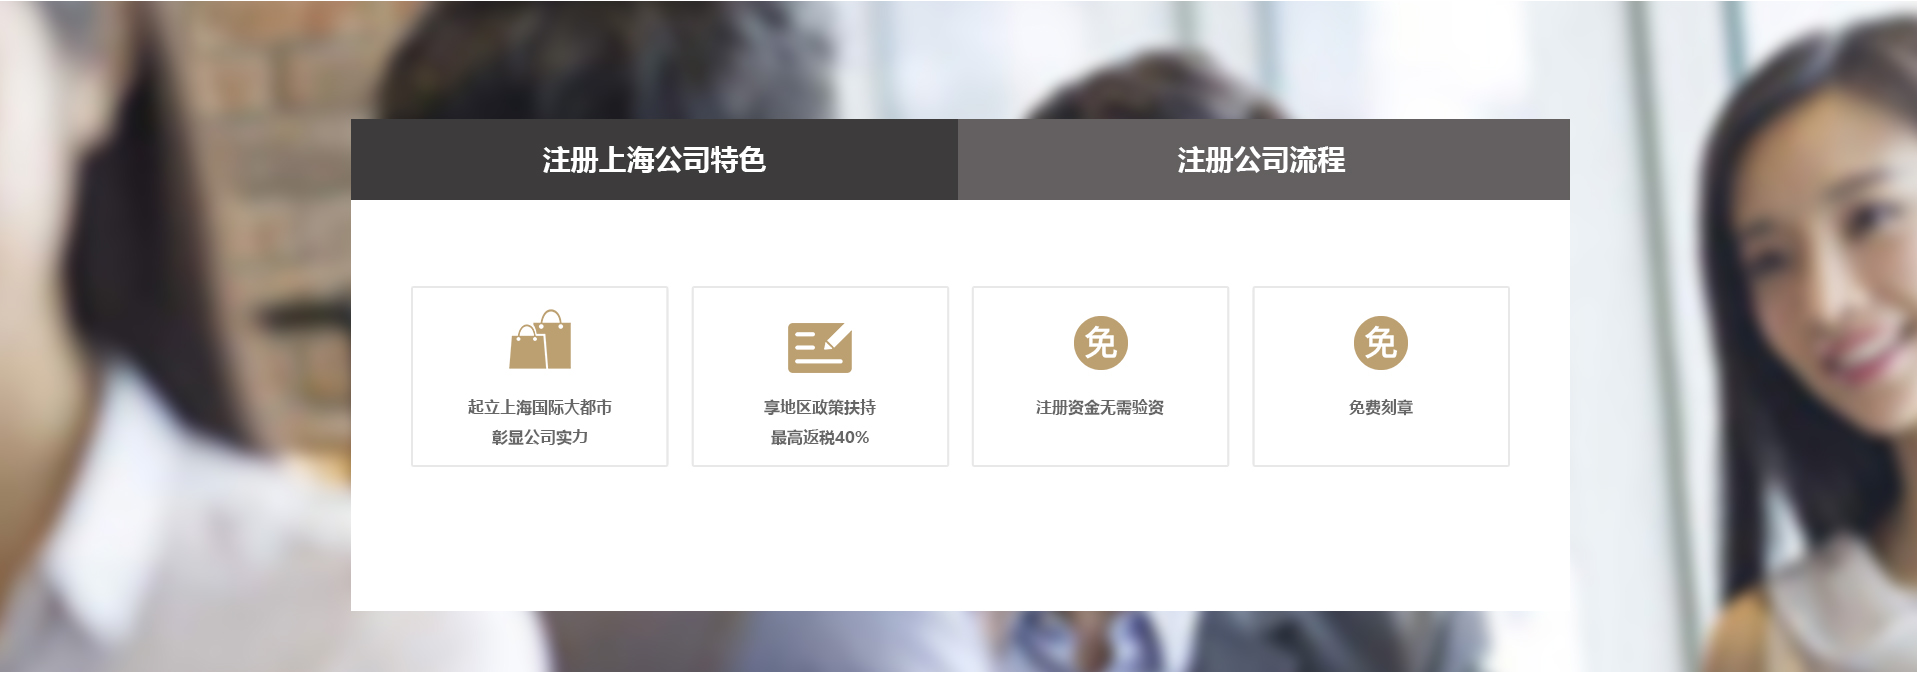 注册上海公司特色
注册公司流程
起立上海国际大都市
彰显公司实力
享地区政策扶持
最高返税40%
免
注册资金无需验资
免
免费刻章